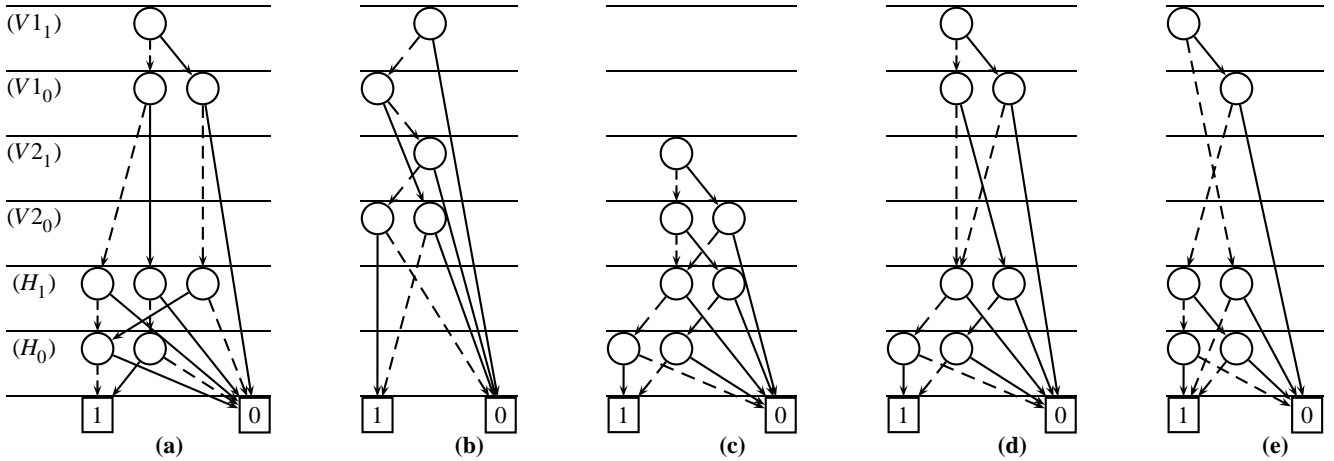 (V1₁)
(V1₀)
(V2₁)
(V2₀)
(H₁)
(H₀)
1 0 1 0 1 0 1 0 1 0
(a) (b) (c) (d) (e)